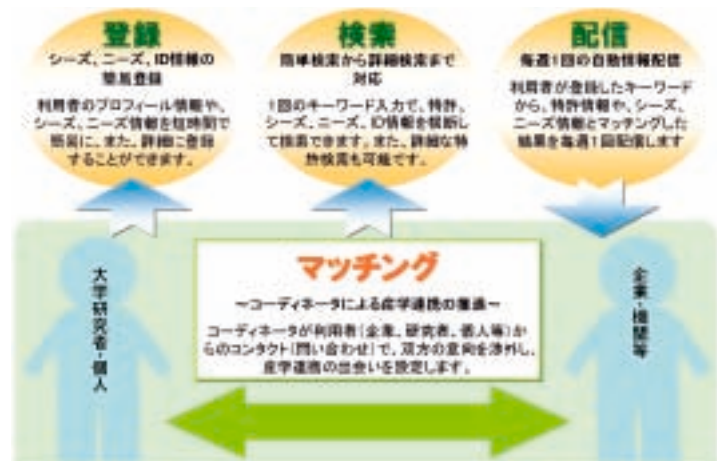 登録
シーズ、ニーズ、ID情報の
簡易登録
利用者のプロフィール情報や、
シーズ、ニーズ情報を短時間で
簡易に、また、詳細に登録
することができます。
検索
簡単検索から詳細検索まで
対応
1回のキーワード入力で、特許、
シーズ、ニーズ、ID情報を横断し
て検索できます。また、詳細な特
許検索も可能です。
配信
毎週1回の自動情報配信
利用者が登録したキーワード
から、特許情報や、シーズ、
ニーズ情報とマッチングした
結果を毎週1回配信します
大学研究者・個人
マッチング
～コーディネータによる産学連携の推進～
コーディネータが利用者(企業、研究者、個人等)か
らのコンタクト(問い合わせ)で、双方の意向を渉外し、
産学連携の出会いを設定します。
企業・機関等